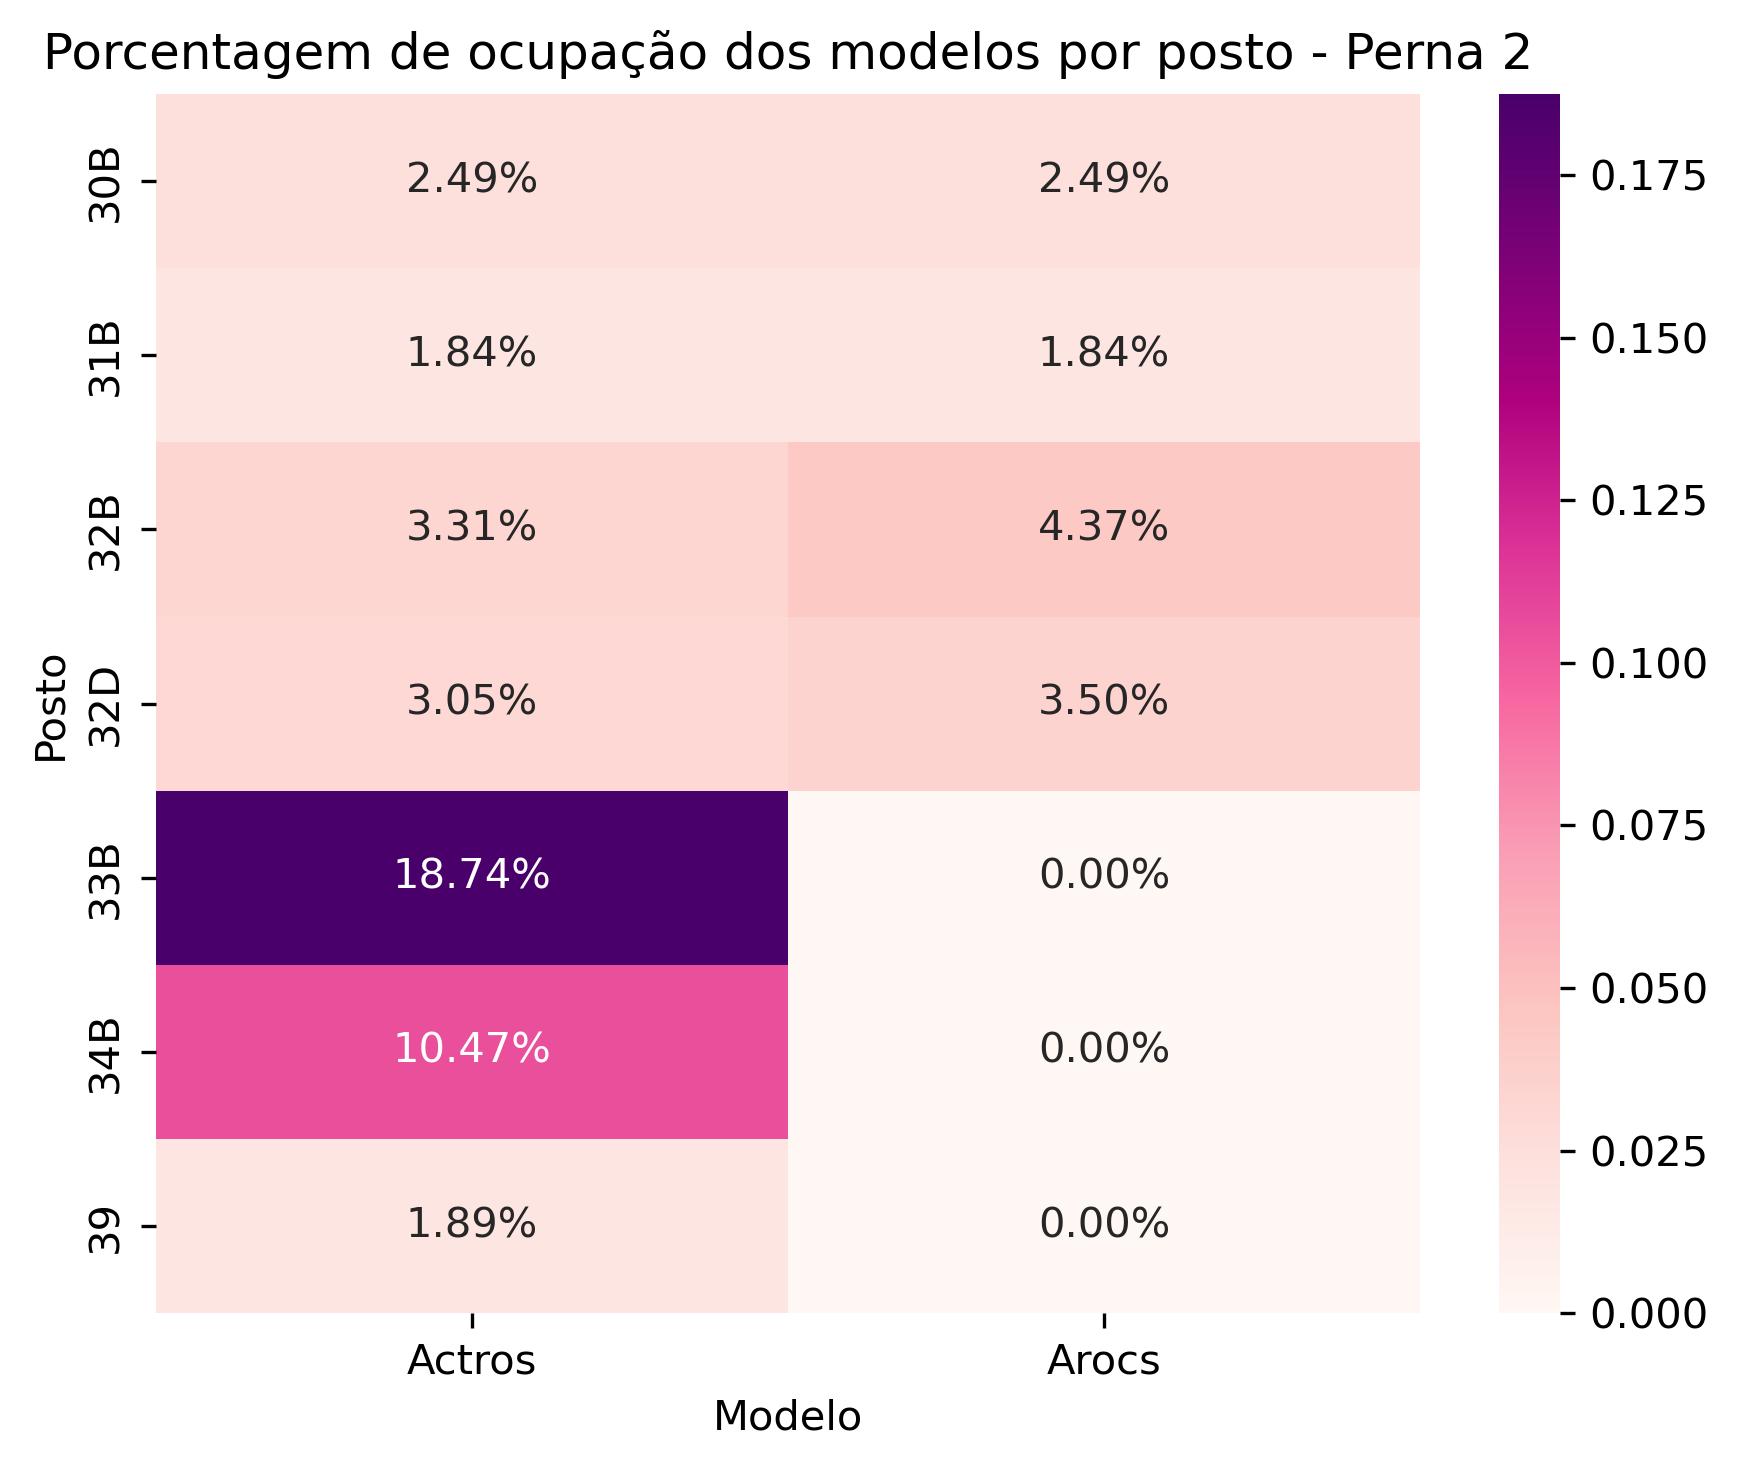 Porcentagem de ocupação dos modelos por posto - Perna 2
30B 2.49% 2.49%
31B 1.84% 1.84%
32B 3.31% 4.37%
32D 3.05% 3.50%
33B 18.74% 0.00%
34B 10.47% 0.00%
39 1.89% 0.00%
Posto
Actros Arocs
Modelo
0.175
0.150
0.125
0.100
0.075
0.050
0.025
0.000